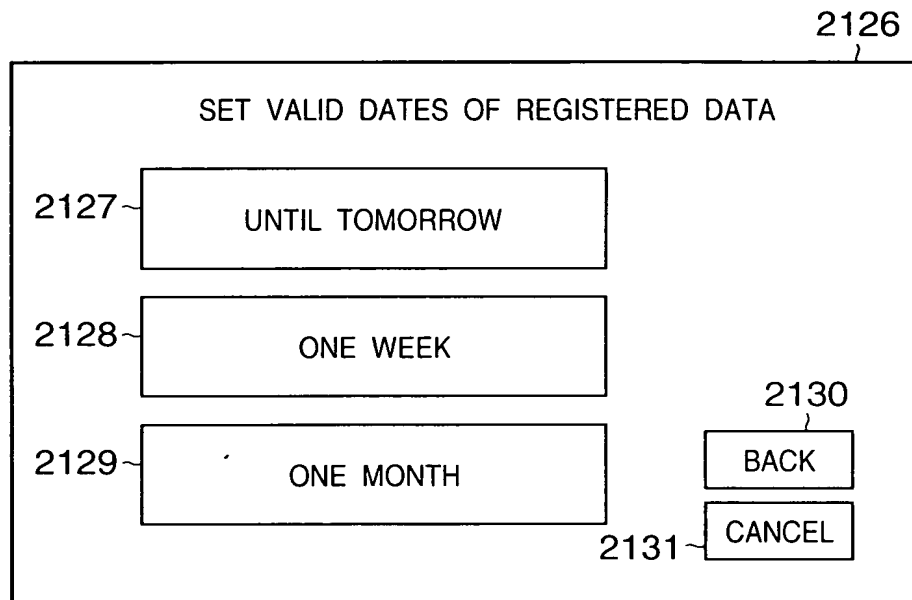 2126
SET VALID DATES OF REGISTERED DATA
2127
UNTIL TOMORROW
2128
ONE WEEK
2129
ONE MONTH
2130
BACK
2131
CANCEL